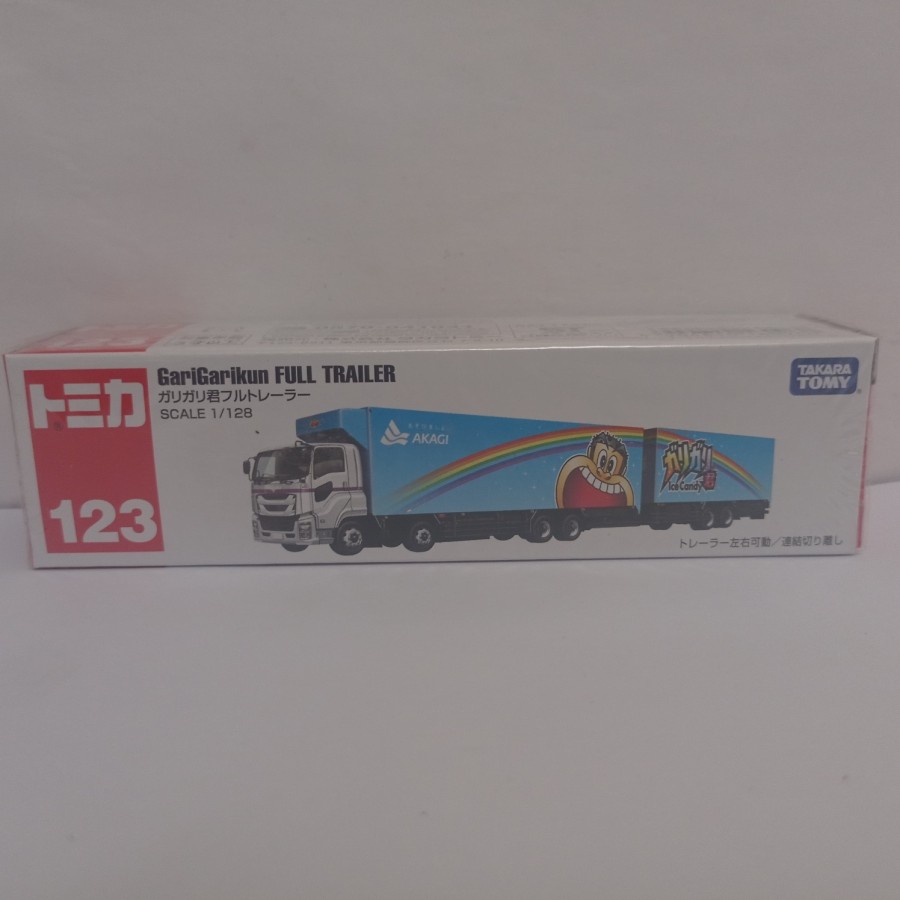 トミカ
123
GariGarikun FULL TRAILER
ガリガリ君フルトレーラー
SCALE 1/128
TAKARA
TOMY
AKAGI
ガリガリ君
Ice Candy
トレーラー左右可動/連結切り離し